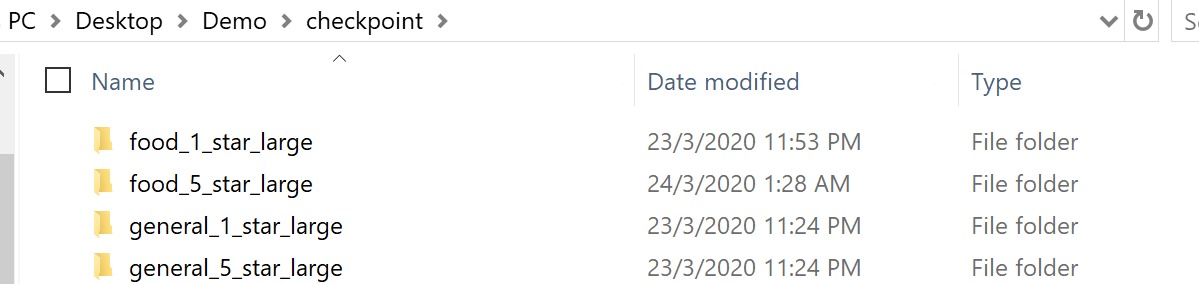 PC > Desktop > Demo > checkpoint >
Name Date modified Type
food_1_star_large 23/3/2020 11:53 PM File folder
food_5_star_large 24/3/2020 1:28 AM File folder
general_1_star_large 23/3/2020 11:24 PM File folder
general_5_star_large 23/3/2020 11:24 PM File folder